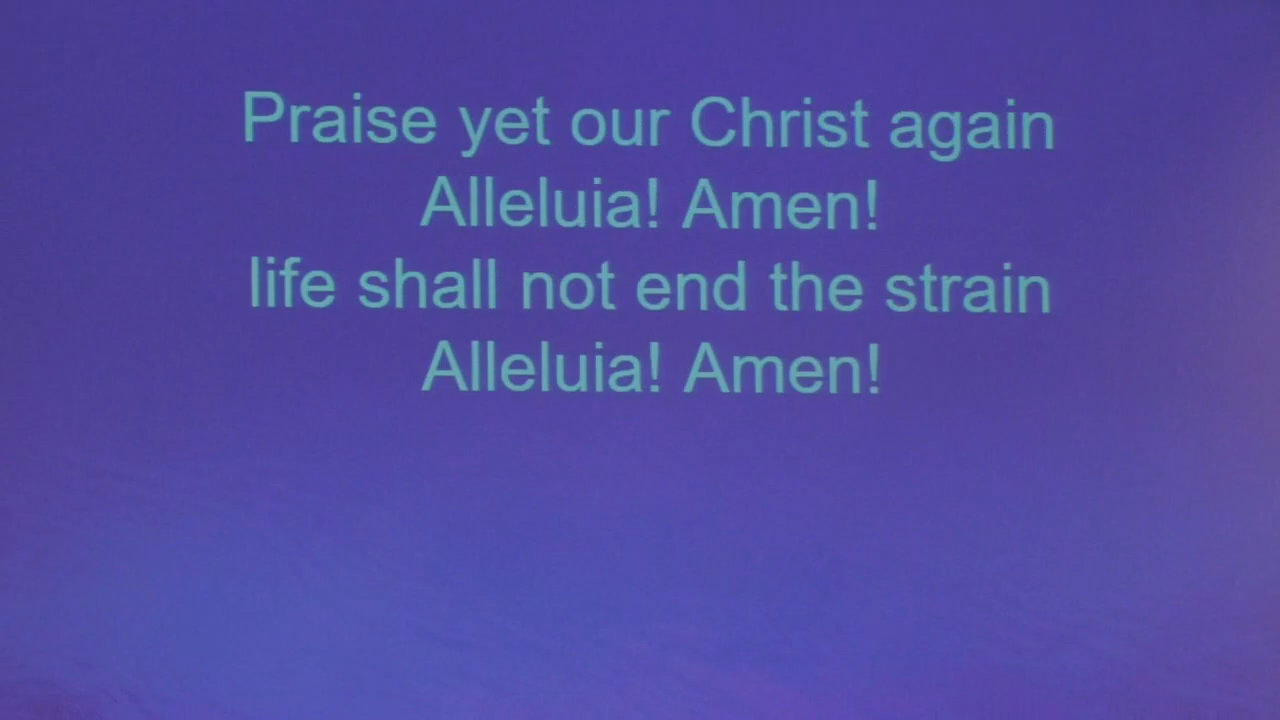 Praise yet our Christ again
Alleluia! Amen!
life shall not end the strain
Alleluia! Amen!